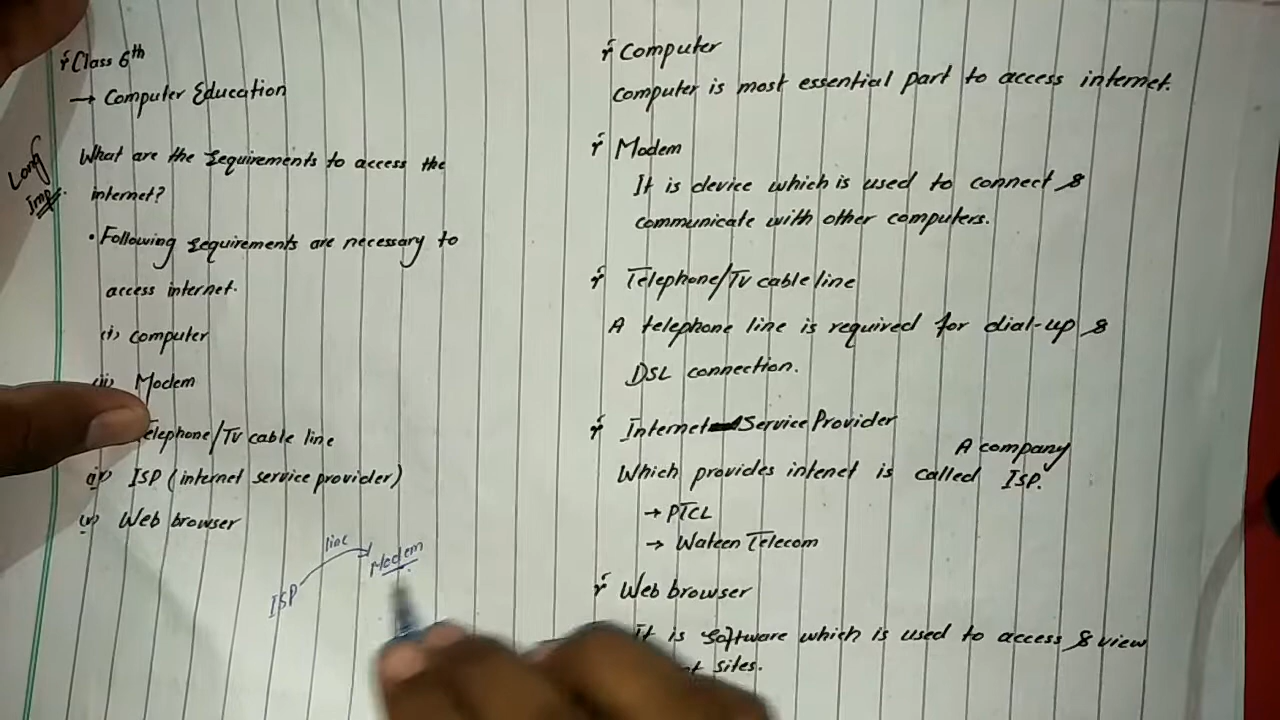 Class 6th
→ Computer Education
Long
Imp.
What are the requirements to access the
internet?
• Following requirements are necessary to
access internet.
(i) Computer
(ii) Modem
Telephone/TV cable line
iv) ISP (internet service provider)
(v) Web browser
line
ISP
Modem
Computer
Computer is most essential part to access internet.
Modem
It is device which is used to connect &
communicate with other computers.
Telephone/TV cable line
A telephone line is required for dial-up &
DSL connection.
Internet Service Provider
A company
Which provides intenet is called ISP.
→ PTCL
→ Wateen Telecom
Web browser
It is software which is used to access & view
sites.